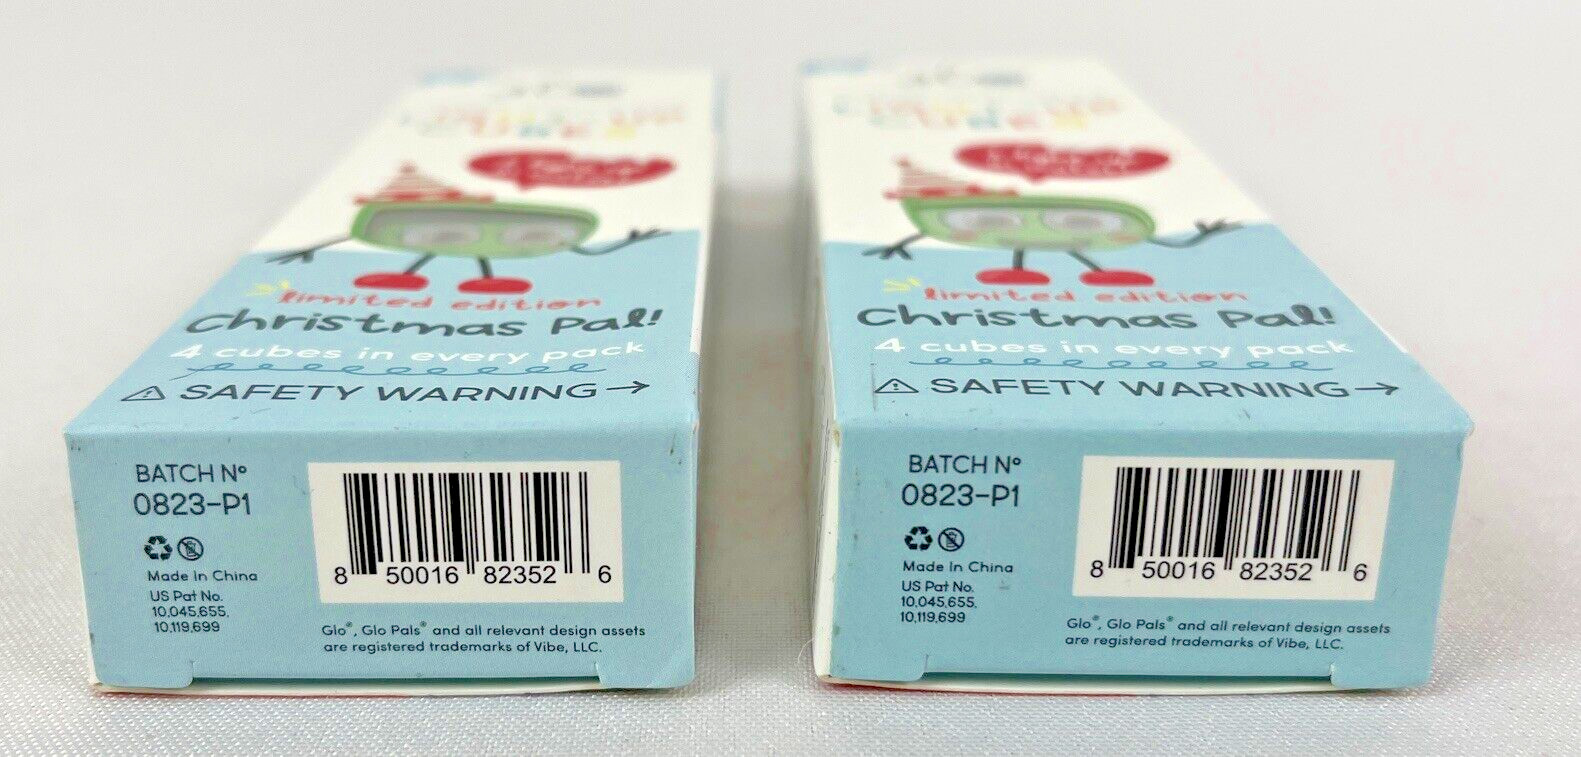 CUBES
limited edition
Christmas Pal!
4 cubes in every pack
⚠ SAFETY WARNING→
BATCH Nº
0823-P1
Made In China
US Pat No.
10,045,655,
10,119,699
8 50016 82352 6
Glo®, Glo Pals® and all relevant design assets
are registered trademarks of Vibe, LLC.
CUBES
limited edition
Christmas Pal!
4 cubes in every pack
⚠ SAFETY WARNING→
BATCH Nº
0823-P1
Made In China
US Pat No.
10,045,655,
10,119,699
8 50016 82352 6
Glo®, Glo Pals® and all relevant design assets
are registered trademarks of Vibe, LLC.